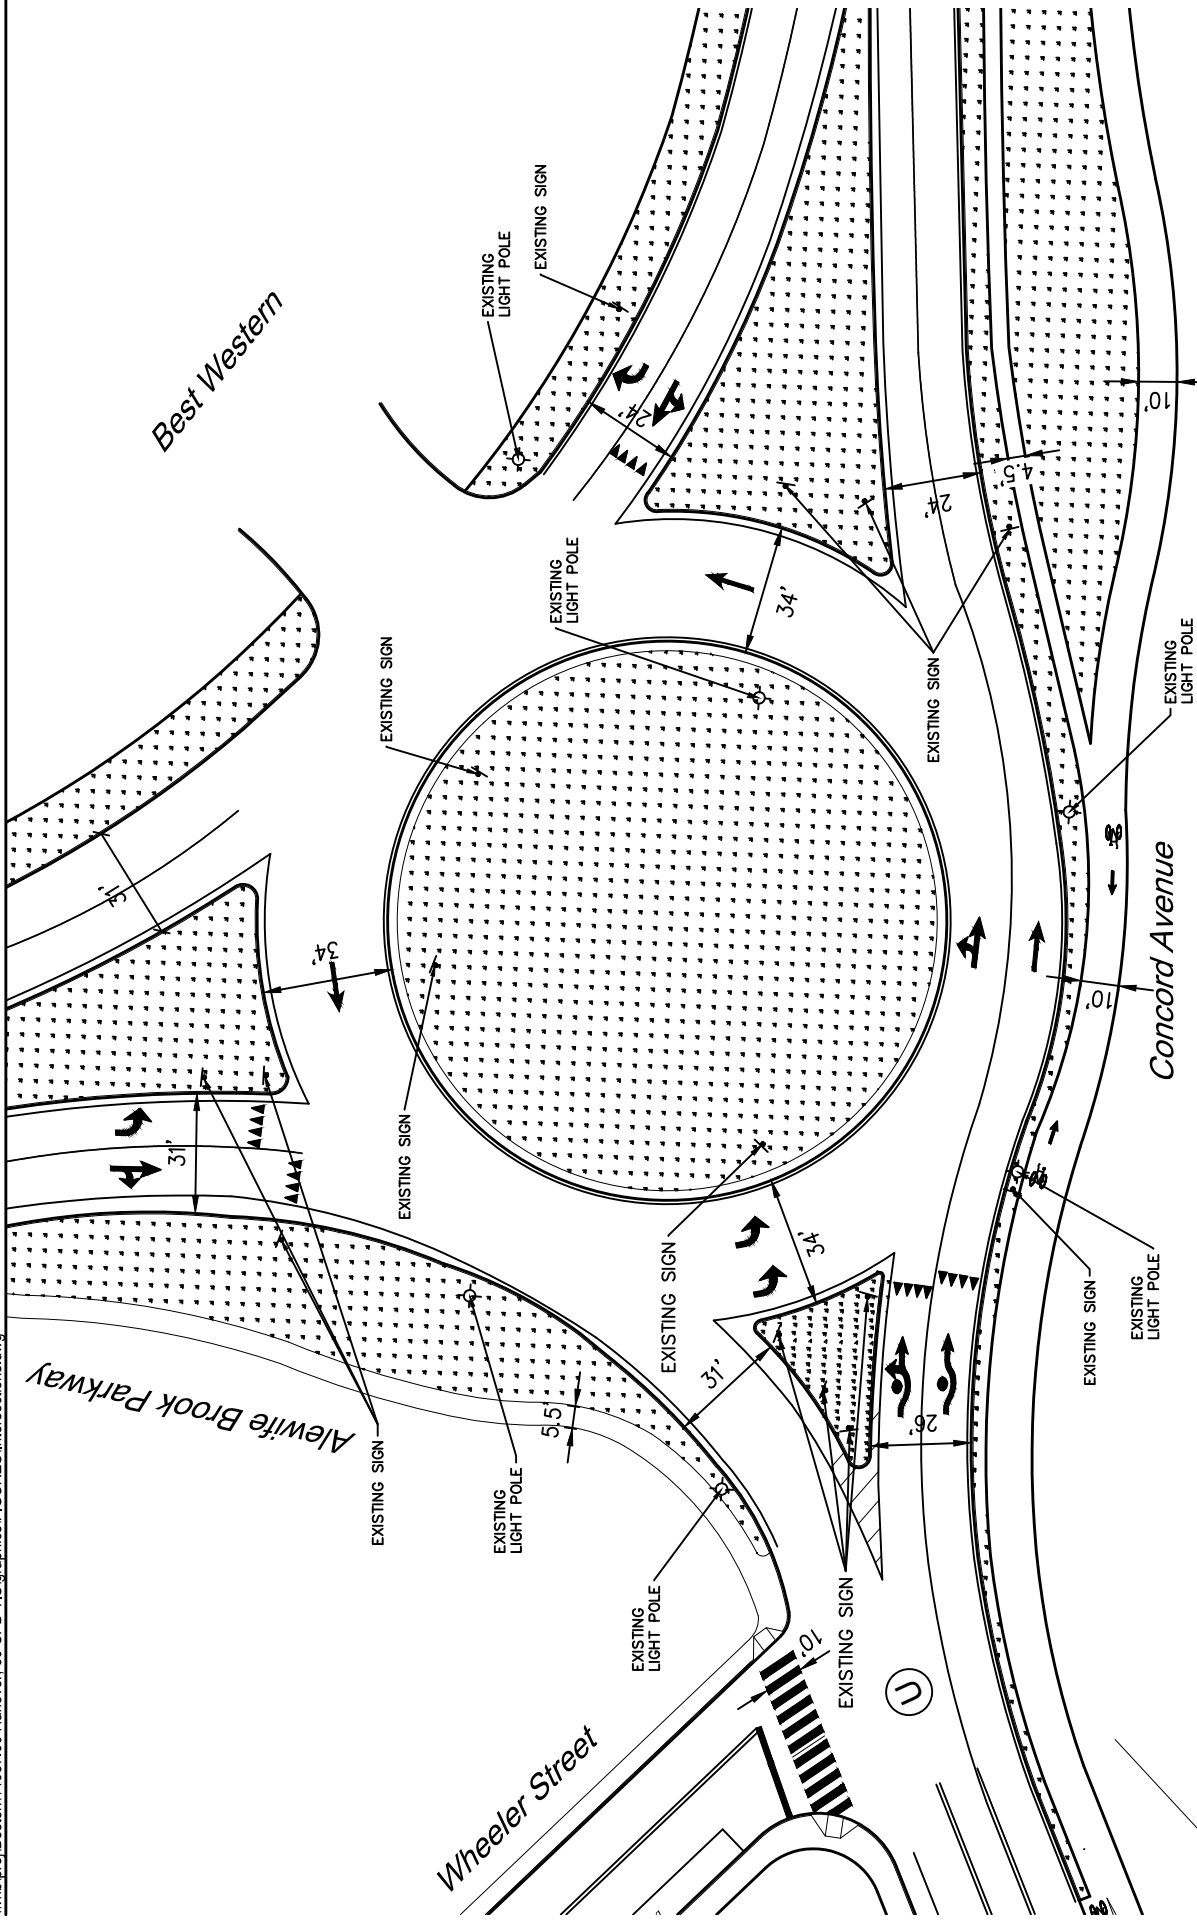 Best Western
EXISTING
LIGHT POLE
EXISTING SIGN
24'
10'
4.5'
24'
EXISTING
LIGHT POLE
34'
EXISTING SIGN
EXISTING SIGN
EXISTING
LIGHT POLE
31'
34'
10'
Concord Avenue
31'
EXISTING SIGN
EXISTING SIGN
34'
EXISTING SIGN
EXISTING
LIGHT POLE
Alewife Brook Parkway
31'
5.5'
26'
EXISTING SIGN
EXISTING
LIGHT POLE
EXISTING
LIGHT POLE
EXISTING SIGN
10'
U
Wheeler Street